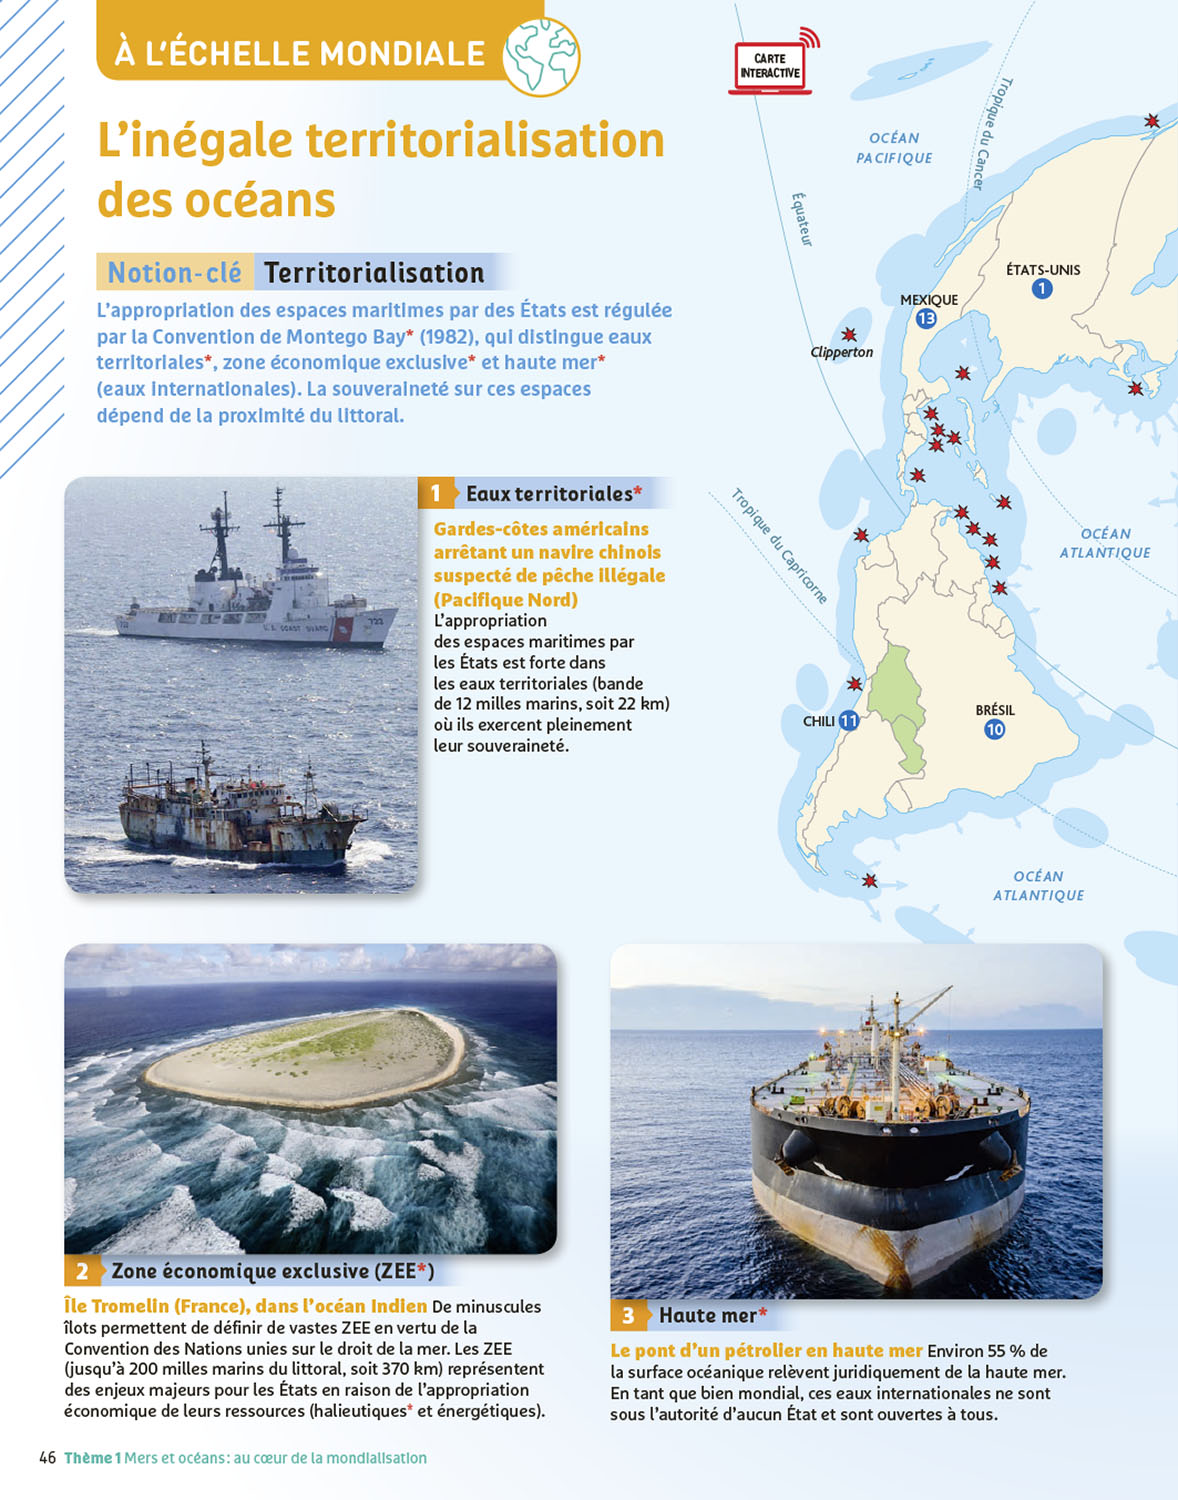 À L'ÉCHELLE MONDIALE
L'inégale territorialisation
des océans
Notion-clé Territorialisation
L'appropriation des espaces maritimes par des États est régulée
par la Convention de Montego Bay* (1982), qui distingue eaux
territoriales*, zone économique exclusive* et haute mer*
(eaux internationales). La souveraineté sur ces espaces
dépend de la proximité du littoral.
CARTE
INTERACTIVE
OCÉAN
PACIFIQUE
Tropique du Cancer
Équateur
ÉTATS-UNIS
1
MEXIQUE
13
Clipperton
Tropique du Capricorne
OCÉAN
ATLANTIQUE
CHILI 11
BRÉSIL
10
OCÉAN
ATLANTIQUE
1 Eaux territoriales*
Gardes-côtes américains
arrêtant un navire chinois
suspecté de pêche illégale
(Pacifique Nord)
L'appropriation
des espaces maritimes par
les États est forte dans
les eaux territoriales (bande
de 12 milles marins, soit 22 km)
où ils exercent pleinement
leur souveraineté.
U.S. COAST GUARD
722
722
2 Zone économique exclusive (ZEE*)
Île Tromelin (France), dans l'océan Indien De minuscules
îlots permettent de définir de vastes ZEE en vertu de la
Convention des Nations unies sur le droit de la mer. Les ZEE
(jusqu'à 200 milles marins du littoral, soit 370 km) représentent
des enjeux majeurs pour les États en raison de l'appropriation
économique de leurs ressources (halieutiques* et énergétiques).
3 Haute mer*
Le pont d'un pétrolier en haute mer Environ 55 % de
la surface océanique relèvent juridiquement de la haute mer.
En tant que bien mondial, ces eaux internationales ne sont
sous l'autorité d'aucun État et sont ouvertes à tous.
46 Thème 1 Mers et océans : au cœur de la mondialisation